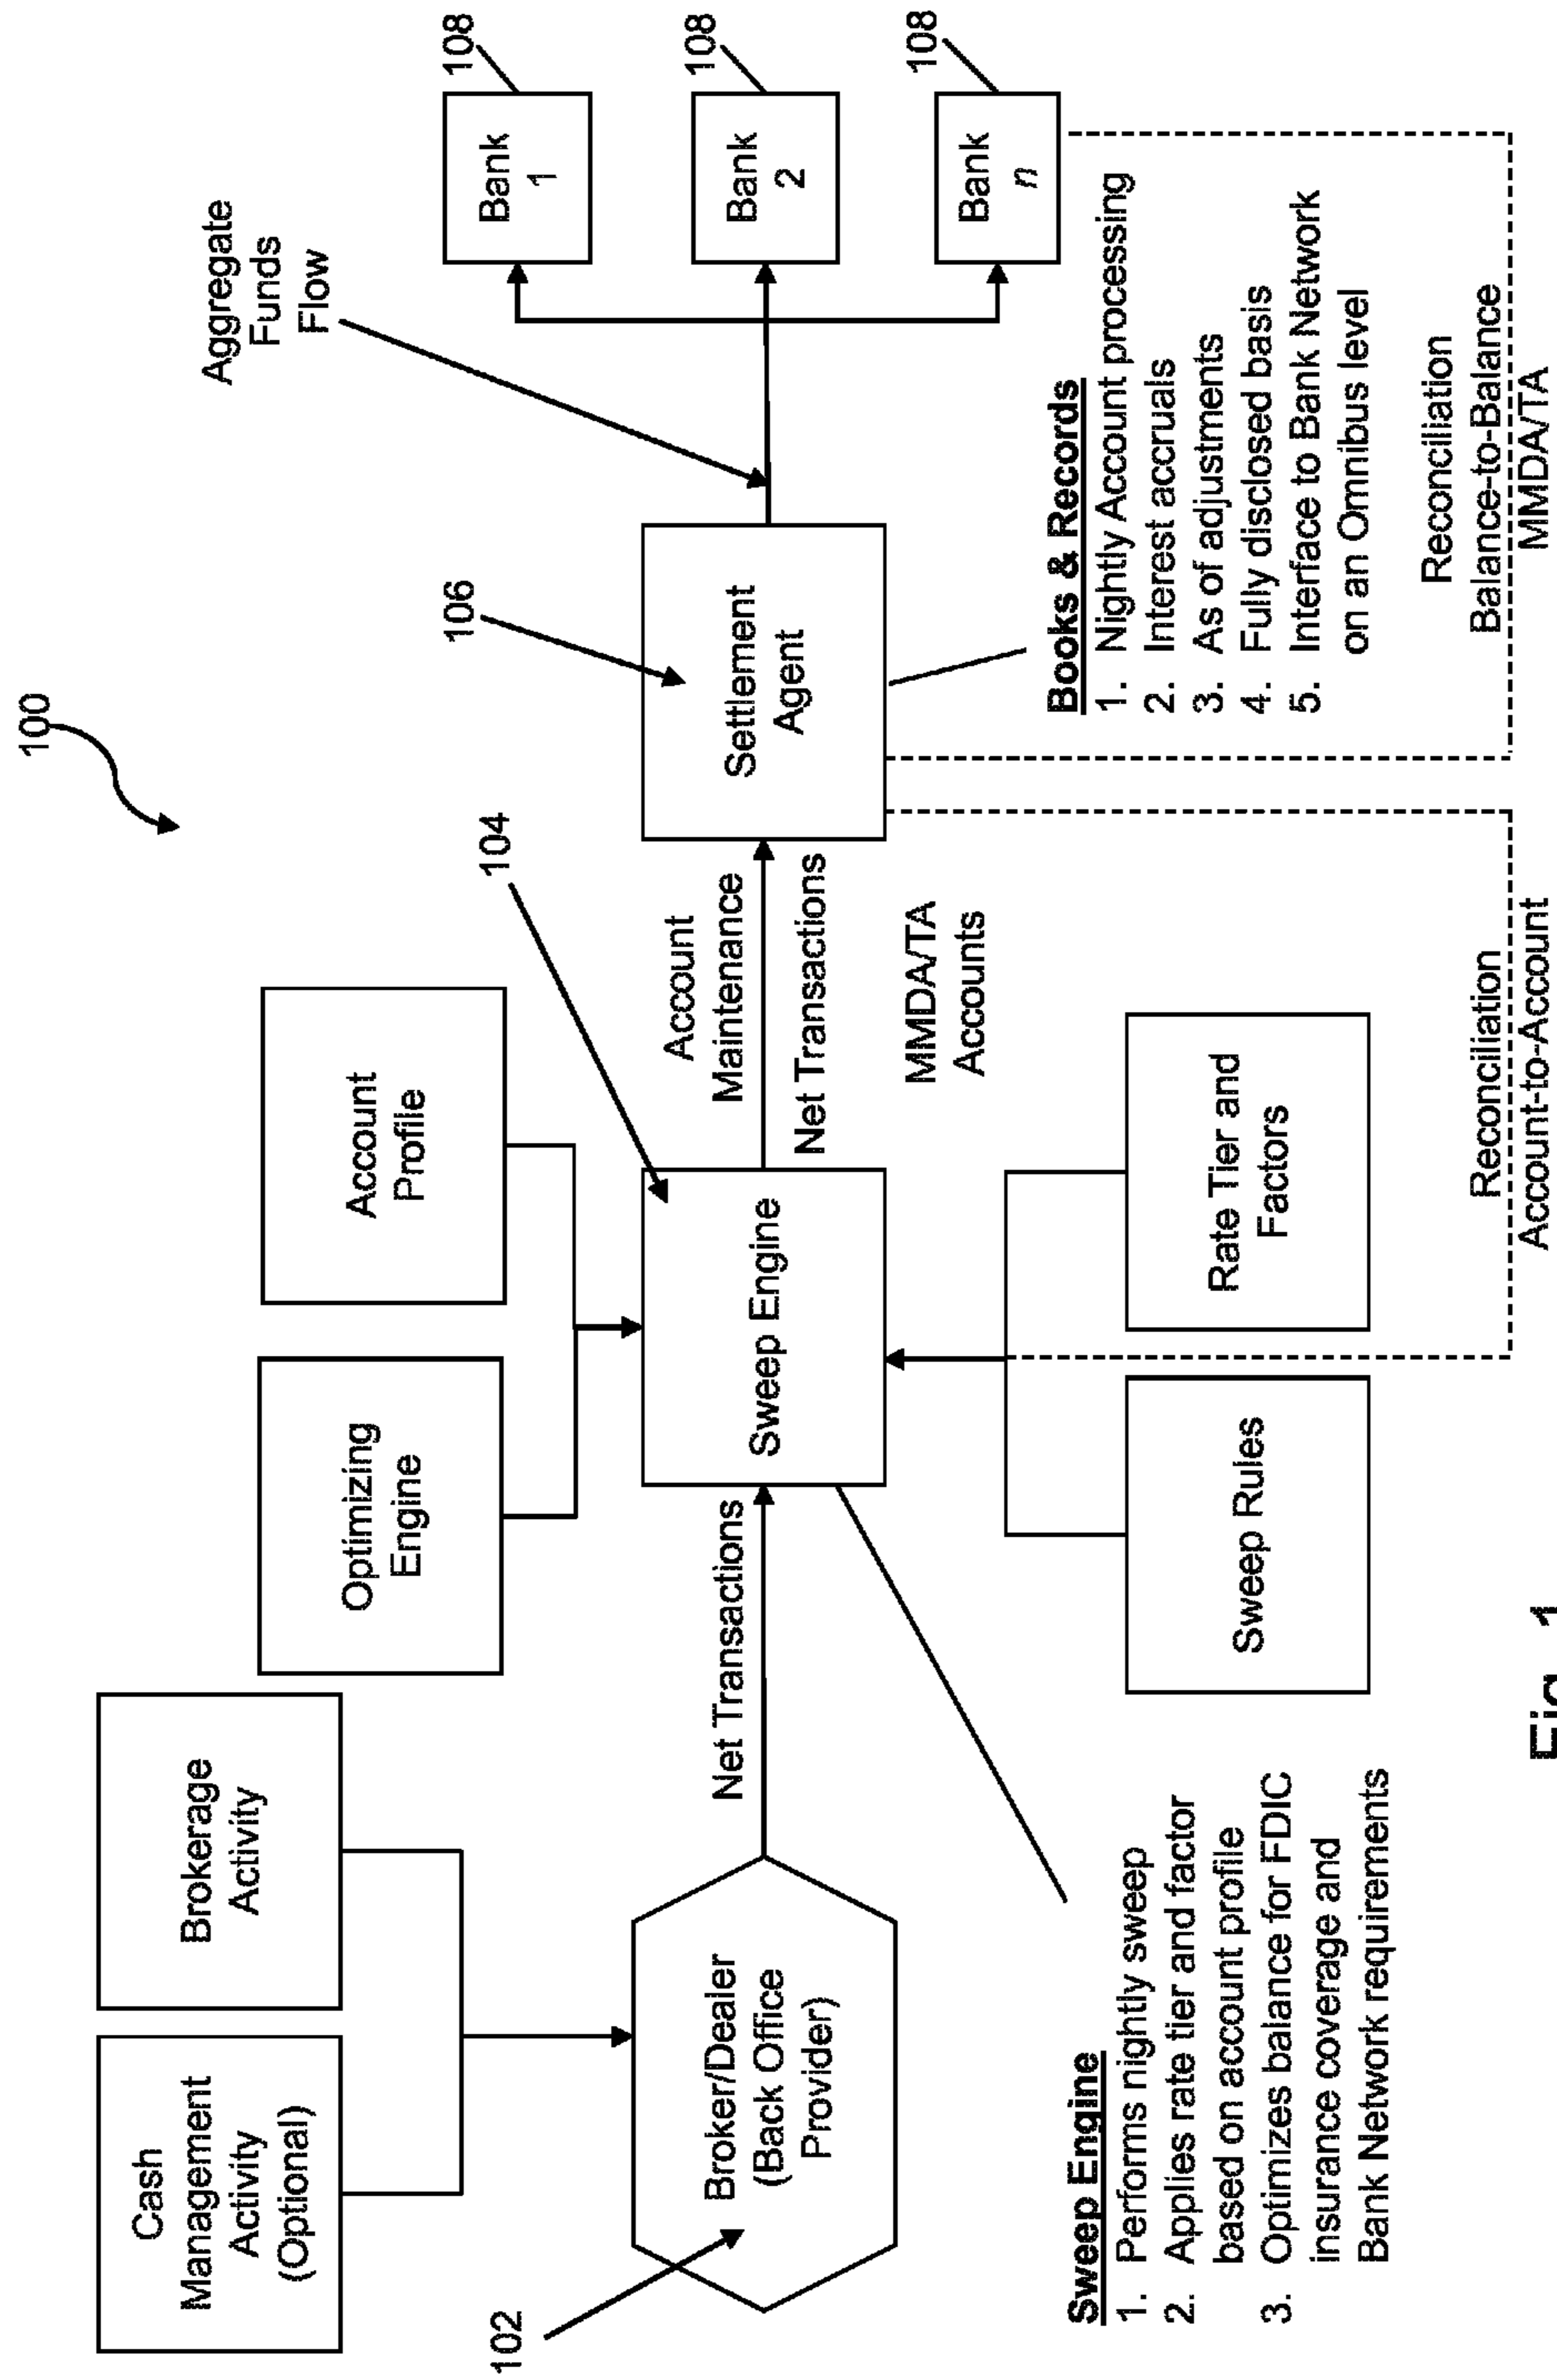 100
Cash
Management
Activity
(Optional)
Brokerage
Activity
Optimizing
Engine
Account
Profile
Aggregate
Funds
Flow
102
Broker/Dealer
(Back Office
Provider)
Net Transactions
104
Sweep Engine
Account
Maintenance
Net Transactions
MMDA/TA
Accounts
106
Settlement
Agent
Bank
1
108
Bank
2
108
Bank
n
108
Sweep Engine
1. Performs nightly sweep
2. Applies rate tier and factor
based on account profile
3. Optimizes balance for FDIC
insurance coverage and
Bank Network requirements
Sweep Rules
Rate Tier and
Factors
Books & Records
1. Nightly Account processing
2. Interest accruals
3. As of adjustments
4. Fully disclosed basis
5. Interface to Bank Network
on an Omnibus level
Reconciliation
Account-to-Account
Reconciliation
Balance-to-Balance
MMDA/TA
Fig. 1